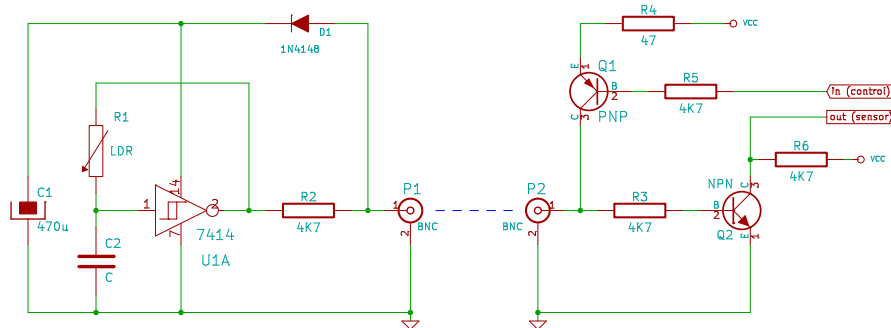 R4
47
VCC
D1
1N4148
Q1
E
1
B
2
C
3
PNP
R5
4K7
in (control)
out (sensor)
R1
LDR
R6
4K7
VCC
C1
470u
14
1
2
7
7414
U1A
R2
4K7
P1
1
2
BNC
P2
1
2
BNC
R3
4K7
NPN
C
3
B
2
E
1
Q2
C2
C